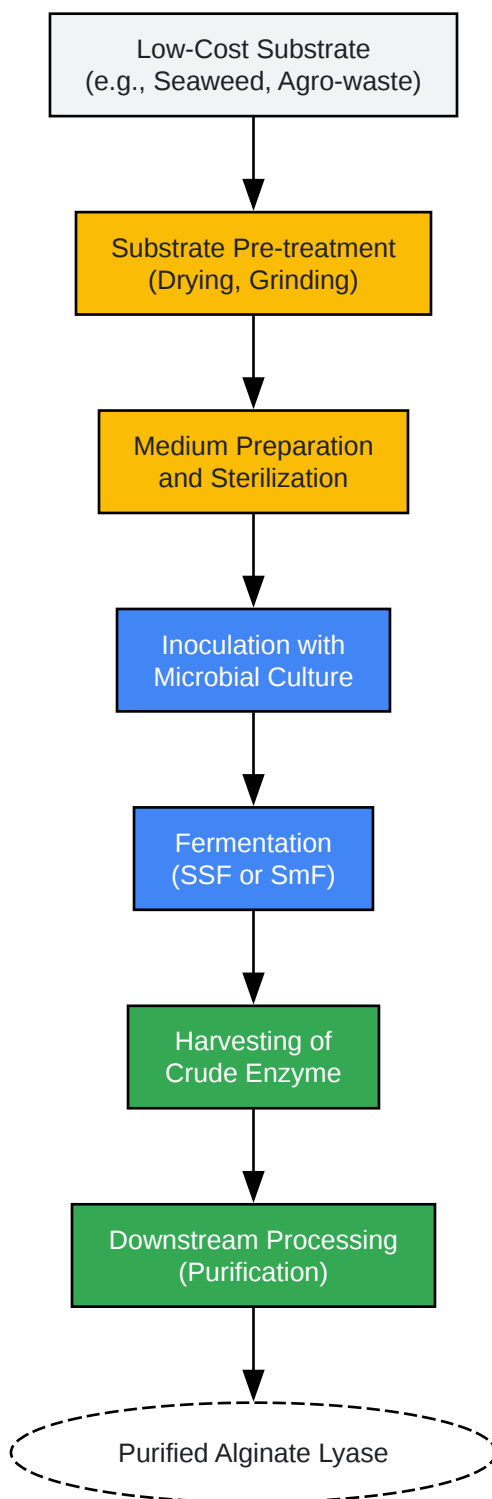 Low-Cost Substrate
(e.g., Seaweed, Agro-waste)
Substrate Pre-treatment
(Drying, Grinding)
Medium Preparation
and Sterilization
Inoculation with
Microbial Culture
Fermentation
(SSF or SmF)
Harvesting of
Crude Enzyme
Downstream Processing
(Purification)
Purified Alginate Lyase